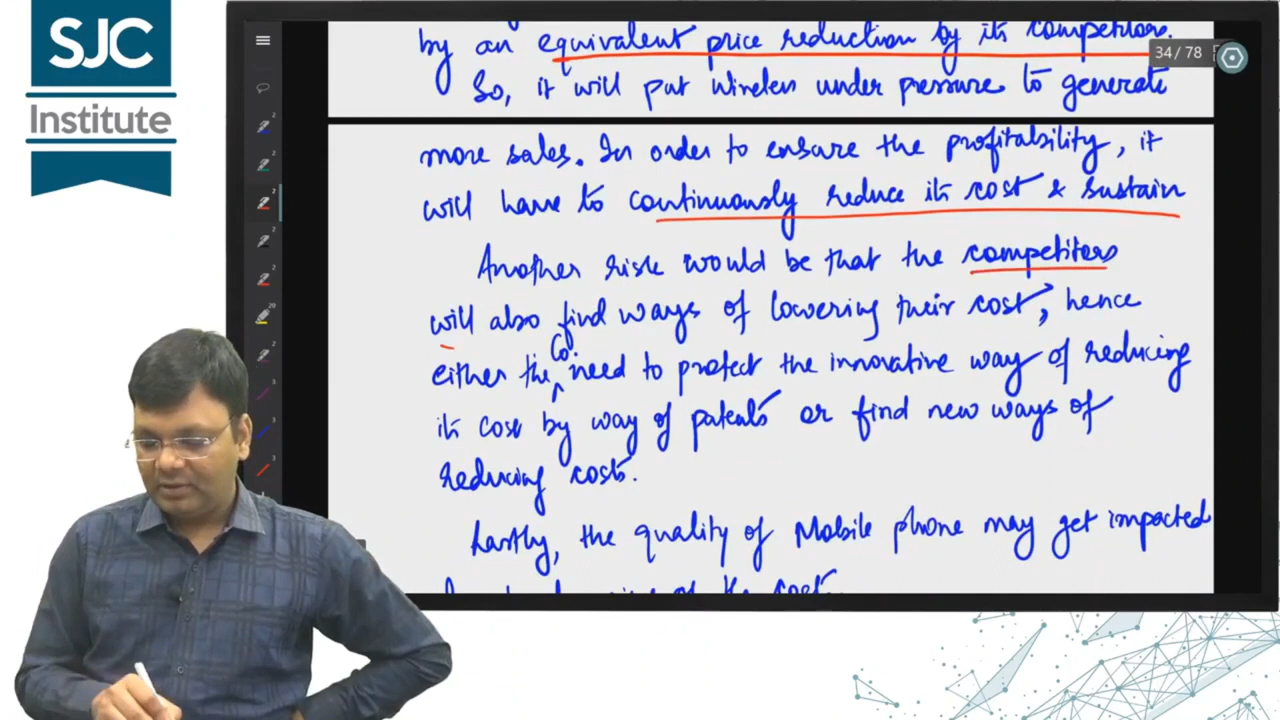 SJC
Institute
34 / 78
by an equivalent price reduction by its competitors.
So, it will put wireless under pressure to generate
more sales. In order to ensure the profitability, it
will have to continuously reduce its cost & sustain
Another risk would be that the competitors
will also find ways of lowering their cost, hence
either the Co. need to protect the innovative way of reducing
its cost by way of patents or find new ways of
reducing costs.
Lastly, the quality of Mobile phone may get impacted
of the cost